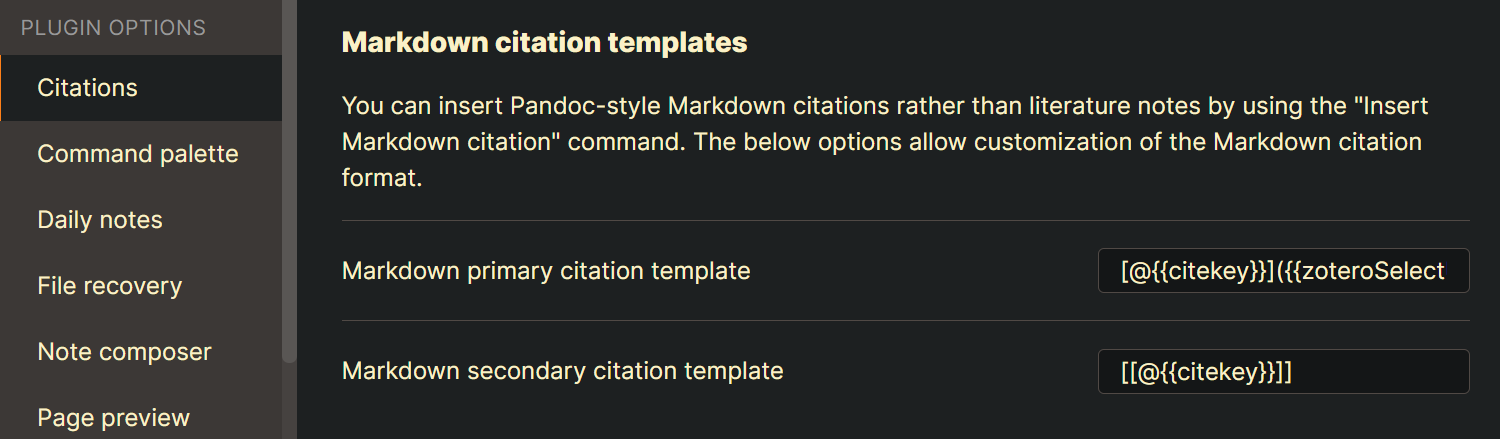 PLUGIN OPTIONS
Citations
Command palette
Daily notes
File recovery
Note composer
Page preview
Markdown citation templates
You can insert Pandoc-style Markdown citations rather than literature notes by using the "Insert
Markdown citation" command. The below options allow customization of the Markdown citation
format.
Markdown primary citation template
[@{{citekey}}]({{zoteroSelect
Markdown secondary citation template
[[@{{citekey}}]]